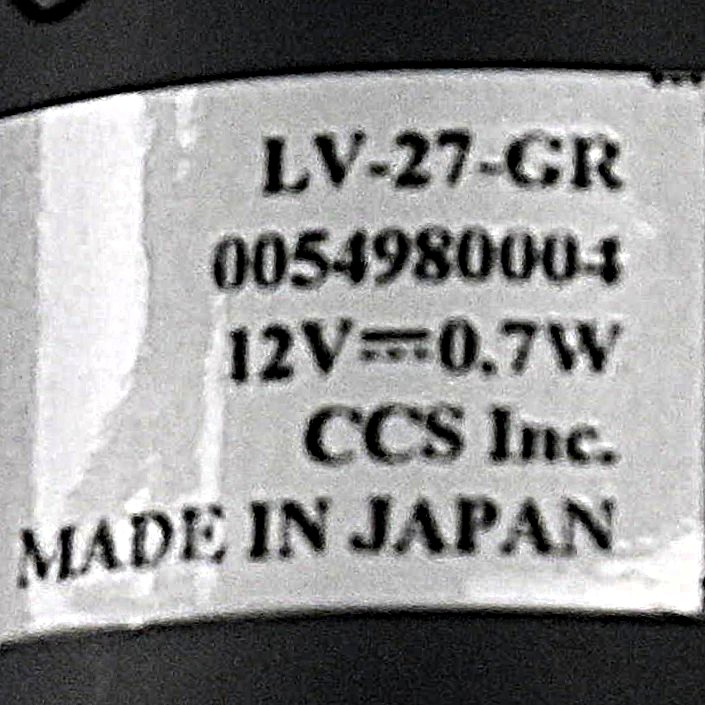 LV-27-GR
0054980004
12V⎓0.7W
CCS Inc.
MADE IN JAPAN